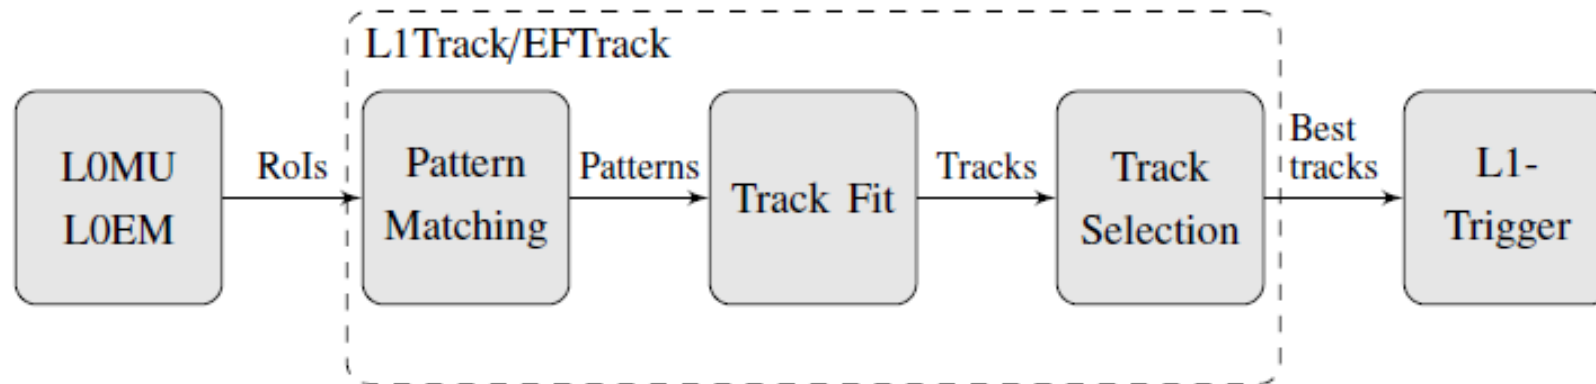 L1Track/EFTrack
L0MU
L0EM
RoIs
Pattern
Matching
Patterns
Track Fit
Tracks
Track
Selection
Best
tracks
L1-
Trigger